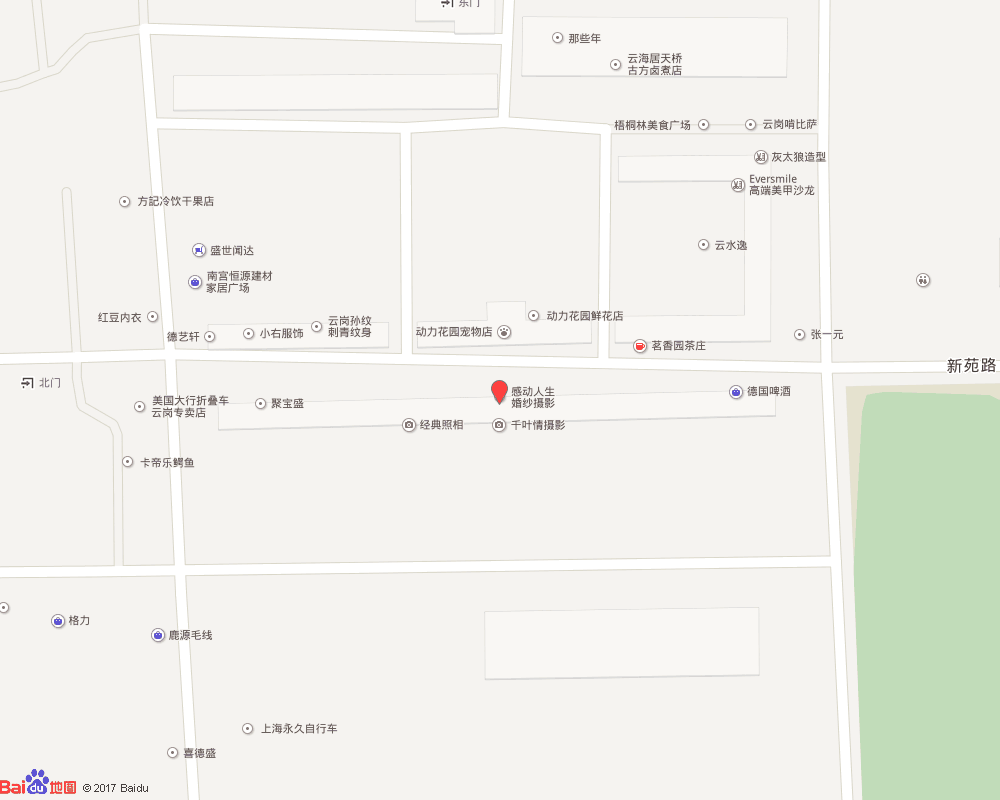 东门
那些年
云海居天桥
古方卤煮店
梧桐林美食广场
云岗啃比萨
灰太狼造型
Eversmile
高端美甲沙龙
方記冷饮干果店
云水逸
盛世闻达
南宫恒源建材
家居广场
红豆内衣
德艺轩
小右服饰
云岗孙纹
刺青纹身
动力花园宠物店
动力花园鲜花店
茗香园茶庄
张一元
新苑路
北门
美国大行折叠车
云岗专卖店
聚宝盛
感动人生
婚纱摄影
德国啤酒
经典照相
千叶情摄影
卡帝乐鳄鱼
格力
鹿源毛线
上海永久自行车
喜德盛
Bai du 地图 © 2017 Baidu